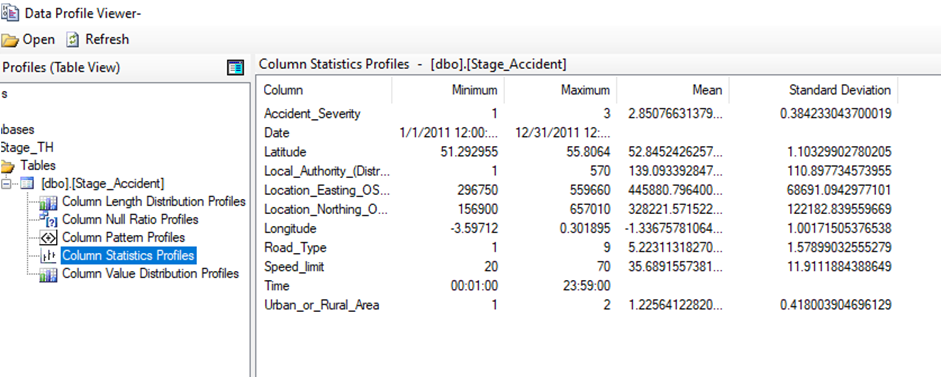 Data Profile Viewer-
Open Refresh
Profiles (Table View)
s
bases
Stage_TH
Tables
[dbo].[Stage_Accident]
Column Length Distribution Profiles
Column Null Ratio Profiles
Column Pattern Profiles
Column Statistics Profiles
Column Value Distribution Profiles
Column Statistics Profiles - [dbo].[Stage_Accident]
Column Minimum Maximum Mean Standard Deviation
Accident_Severity 1 3 2.85076631379... 0.384233043700019
Date 1/1/2011 12:00:... 12/31/2011 12:...
Latitude 51.292955 55.8064 52.8452426257... 1.10329902780205
Local_Authority_(Distr... 1 570 139.093392847... 110.897734573955
Location_Easting_OS... 296750 559660 445880.796400... 68691.0942977101
Location_Northing_O... 156900 657010 328221.571522... 122182.839559669
Longitude -3.59712 0.301895 -1.33675781064... 1.00171505376538
Road_Type 1 9 5.22311318270... 1.57899032555279
Speed_limit 20 70 35.6891557381... 11.9111884388649
Time 00:01:00 23:59:00
Urban_or_Rural_Area 1 2 1.22564122820... 0.418003904696129